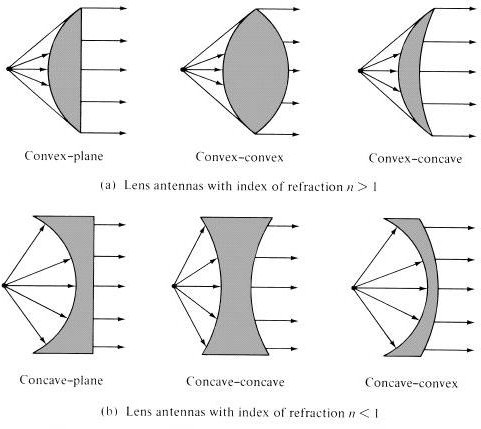 Convex–plane
Convex–convex
Convex–concave
(a) Lens antennas with index of refraction n > 1
Concave–plane
Concave–concave
Concave–convex
(b) Lens antennas with index of refraction n < 1